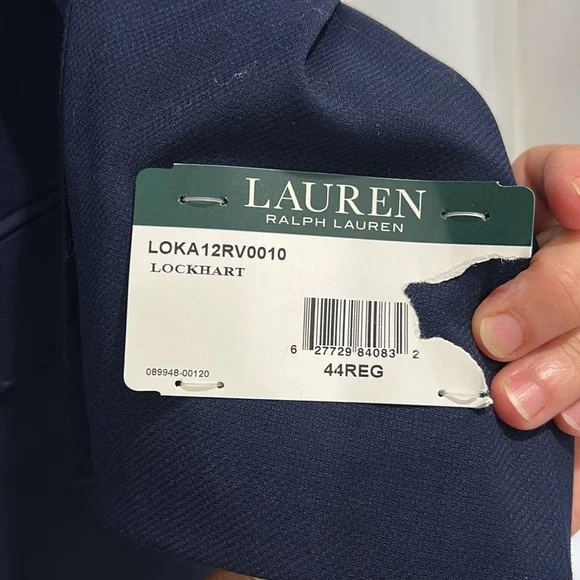 LAUREN
RALPH LAUREN
LOKA12RV0010
LOCKHART
6 27729 84083 2
089948-00120
44REG